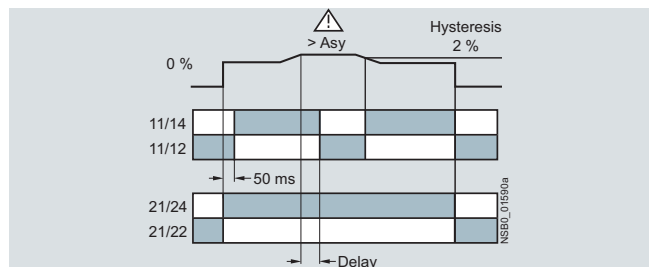 Hysteresis
> Asy
2 %
0 %
11/14
11/12
50 ms
21/24
21/22
Delay
NSB0_01590a